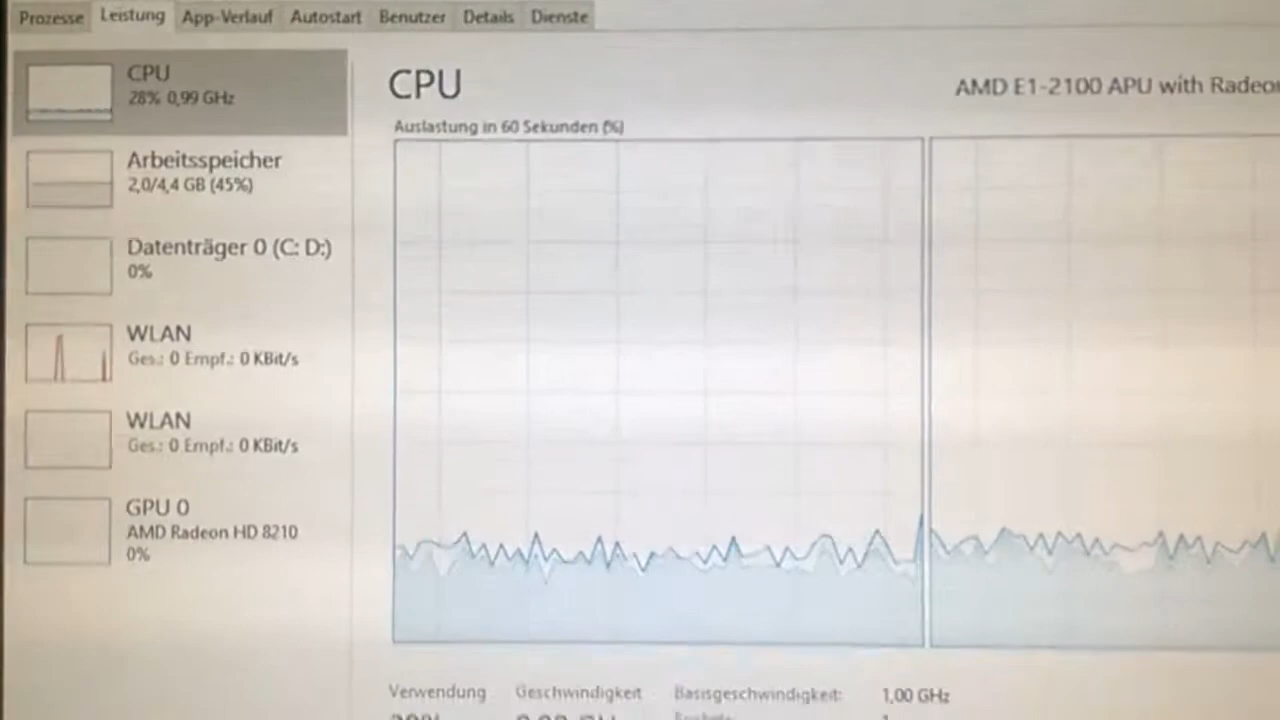 Prozesse Leistung App-Verlauf Autostart Benutzer Details Dienste
CPU
28% 0,99 GHz
Arbeitsspeicher
2,0/4,4 GB (45%)
Datenträger 0 (C: D:)
0%
WLAN
Ges.: 0 Empf.: 0 KBit/s
WLAN
Ges.: 0 Empf.: 0 KBit/s
GPU 0
AMD Radeon HD 8210
0%
CPU
AMD E1-2100 APU with Radeon
Auslastung in 60 Sekunden (%)
Verwendung Geschwindigkeit Basisgeschwindigkeit: 1,00 GHz